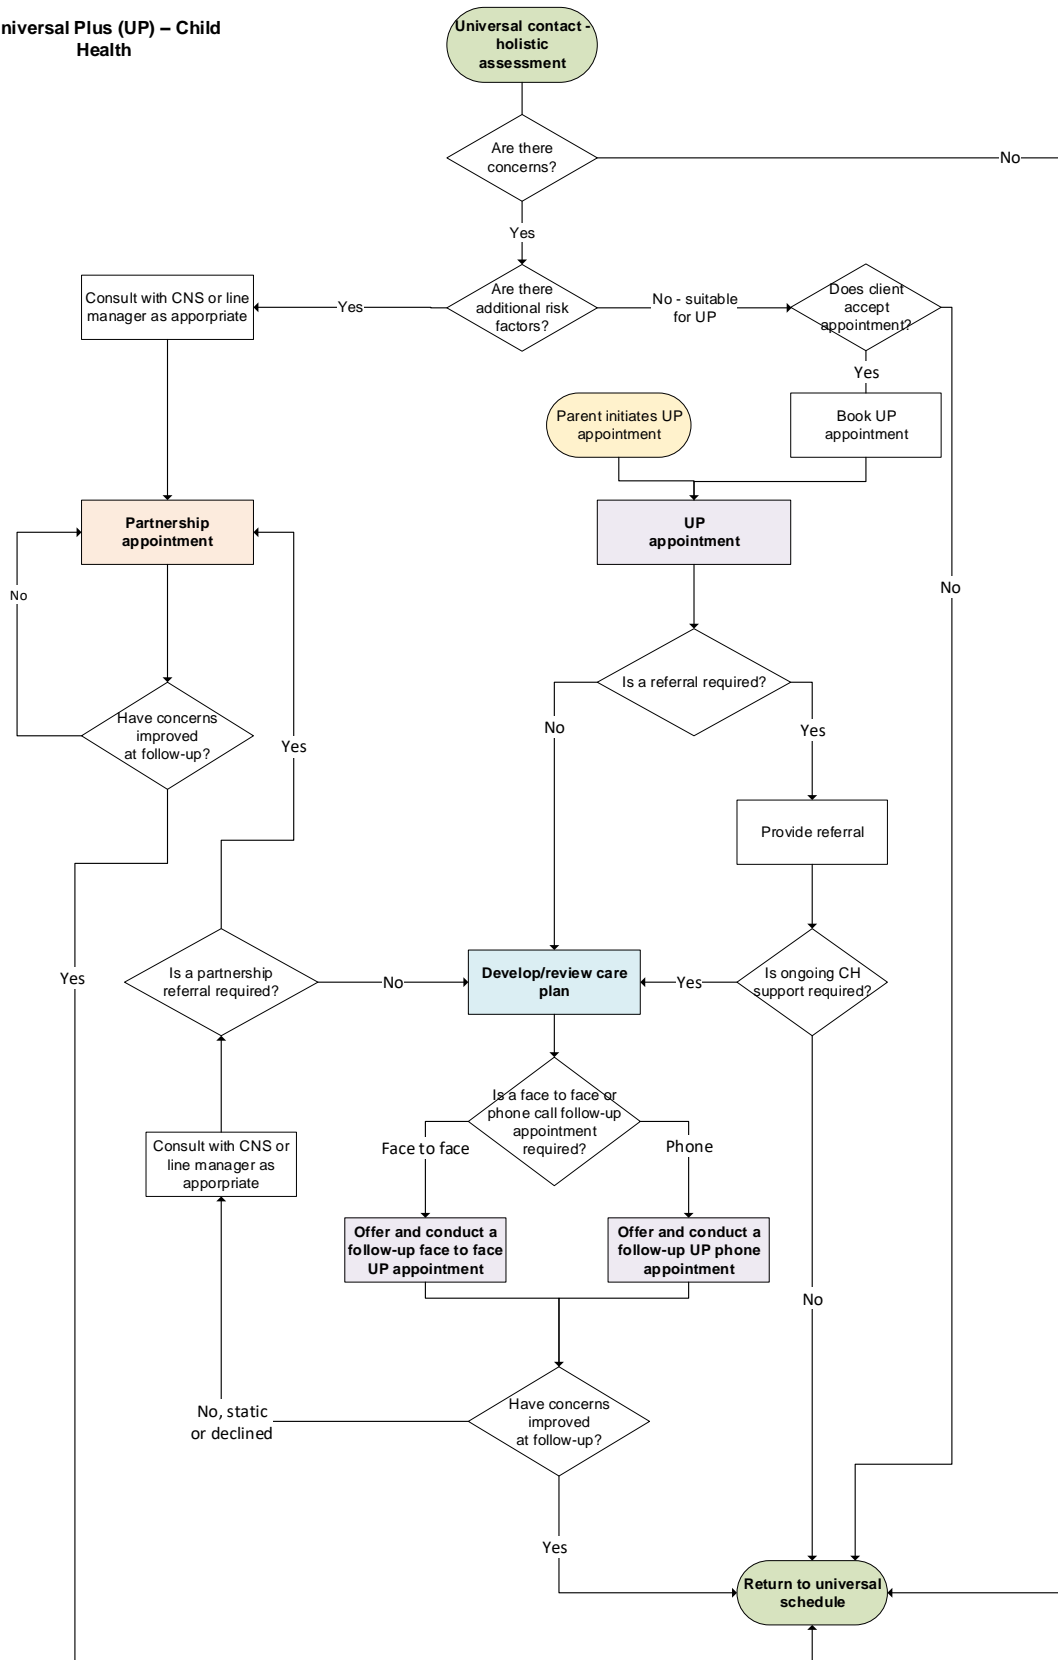 niversal Plus (UP) – Child
Health
Universal contact -
holistic
assessment
Are there
concerns?
No
Yes
Consult with CNS or line
manager as apporpriate
Yes
Are there
additional risk
factors?
No - suitable
for UP
Does client
accept
appointment?
Yes
Parent initiates UP
appointment
Book UP
appointment
Partnership
appointment
UP
appointment
No
No
Is a referral required?
Have concerns
improved
at follow-up?
Yes
No
Yes
Provide referral
Yes
Is a partnership
referral required?
No
Develop/review care
plan
Yes
Is ongoing CH
support required?
Is a face to face or
phone call follow-up
appointment
required?
Face to face
Phone
Consult with CNS or
line manager as
apporpriate
Offer and conduct a
follow-up face to face
UP appointment
Offer and conduct a
follow-up UP phone
appointment
No
No, static
or declined
Have concerns
improved
at follow-up?
Yes
Return to universal
schedule